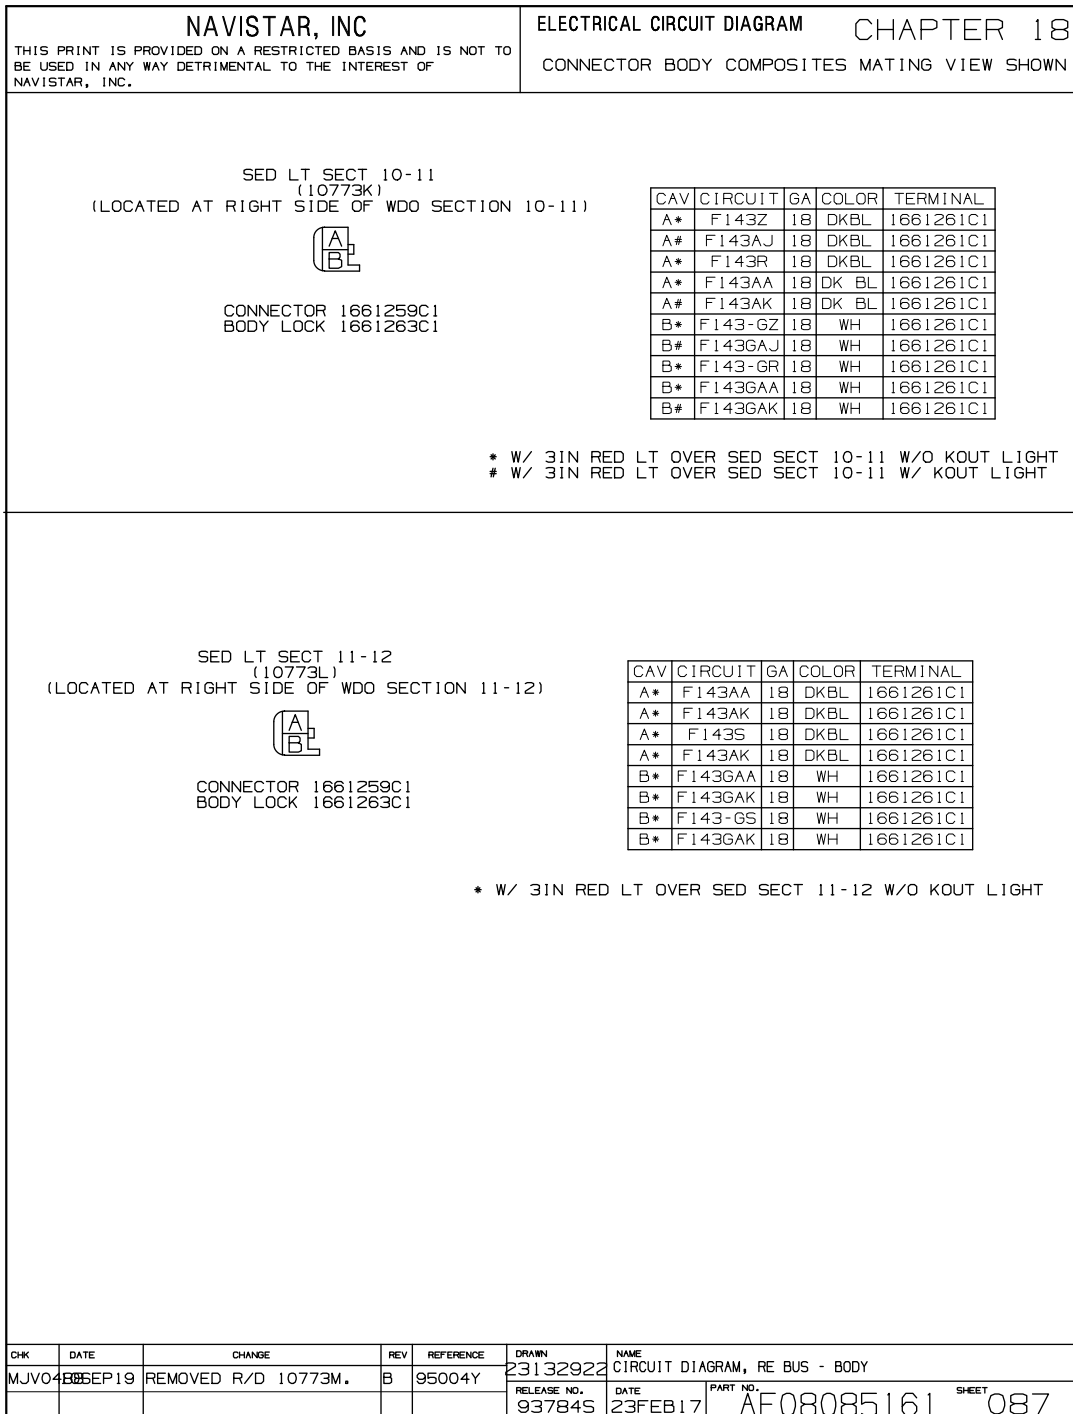 NAVISTAR, INC
THIS PRINT IS PROVIDED ON A RESTRICTED BASIS AND IS NOT TO
BE USED IN ANY WAY DETRIMENTAL TO THE INTEREST OF
NAVISTAR, INC.
ELECTRICAL CIRCUIT DIAGRAM CHAPTER 18
CONNECTOR BODY COMPOSITES MATING VIEW SHOWN
SED LT SECT 10-11
(10773K)
(LOCATED AT RIGHT SIDE OF WDO SECTION 10-11)
A
B
CONNECTOR 1661259C1
BODY LOCK 1661263C1
CAV CIRCUIT GA COLOR TERMINAL
A* F143Z 18 DKBL 1661261C1
A# F143AJ 18 DKBL 1661261C1
A* F143R 18 DKBL 1661261C1
A* F143AA 18 DK BL 1661261C1
A# F143AK 18 DK BL 1661261C1
B* F143-GZ 18 WH 1661261C1
B# F143GAJ 18 WH 1661261C1
B* F143-GR 18 WH 1661261C1
B* F143GAA 18 WH 1661261C1
B# F143GAK 18 WH 1661261C1
* W/ 3IN RED LT OVER SED SECT 10-11 W/O KOUT LIGHT
# W/ 3IN RED LT OVER SED SECT 10-11 W/ KOUT LIGHT
SED LT SECT 11-12
(10773L)
(LOCATED AT RIGHT SIDE OF WDO SECTION 11-12)
A
B
CONNECTOR 1661259C1
BODY LOCK 1661263C1
CAV CIRCUIT GA COLOR TERMINAL
A* F143AA 18 DKBL 1661261C1
A* F143AK 18 DKBL 1661261C1
A* F143S 18 DKBL 1661261C1
A* F143AK 18 DKBL 1661261C1
B* F143GAA 18 WH 1661261C1
B* F143GAK 18 WH 1661261C1
B* F143-GS 18 WH 1661261C1
B* F143GAK 18 WH 1661261C1
* W/ 3IN RED LT OVER SED SECT 11-12 W/O KOUT LIGHT
CHK DATE CHANGE REV REFERENCE
REMOVED R/D 10773M. B 95004Y
DRAWN
23132922
NAME
CIRCUIT DIAGRAM, RE BUS - BODY
RELEASE NO.
93784S
DATE
23FEB17
PART NO.
AF08085161
SHEET
087